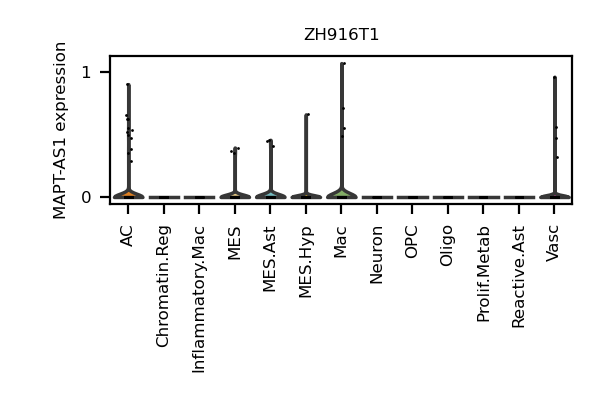 ZH916T1
MAPT-AS1 expression
1
0
AC
Chromatin.Reg
Inflammatory.Mac
MES
MES.Ast
MES.Hyp
Mac
Neuron
OPC
Oligo
Prolif.Metab
Reactive.Ast
Vasc